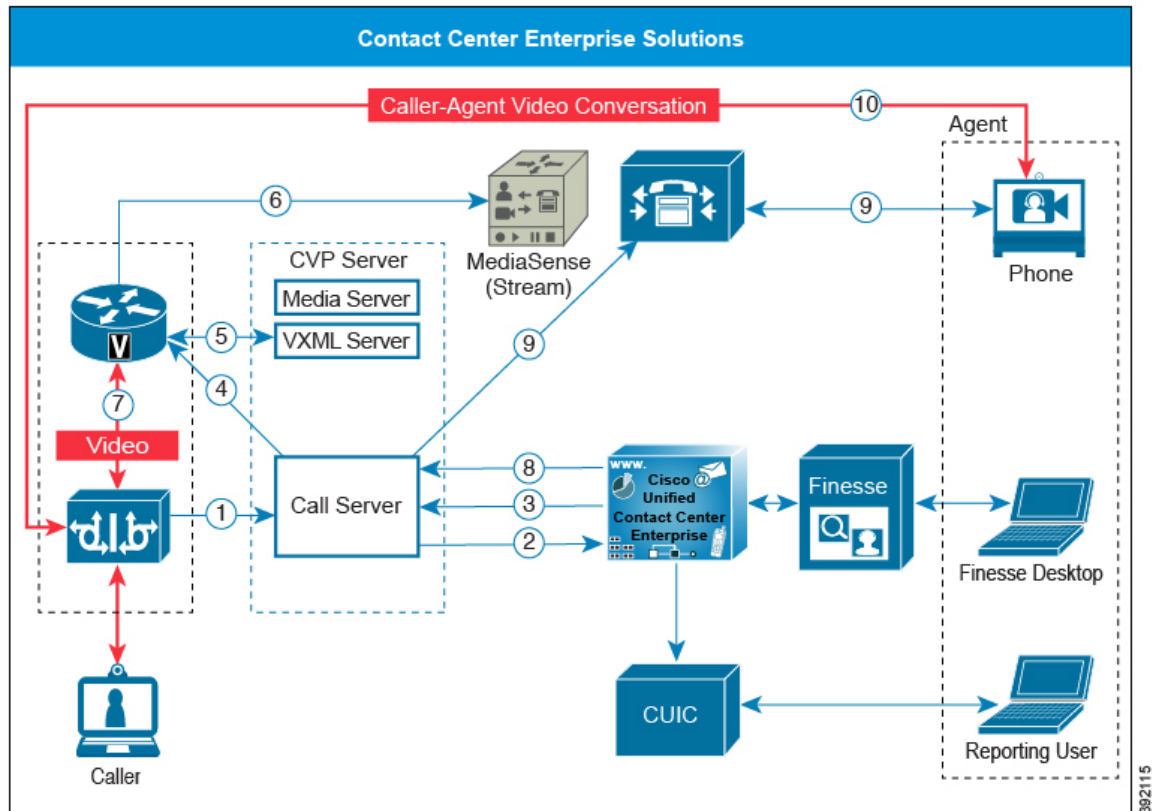 Contact Center Enterprise Solutions
Caller-Agent Video Conversation
10
Agent
6
CVP Server
Media Server
VXML Server
MediaSense
(Stream)
9
Phone
V
5
4
9
7
Video
1
Call Server
8
3
2
www.
@
Cisco
Unified
Contact Center
Enterprise
Finesse
Finesse Desktop
CUIC
Caller
Reporting User
392115